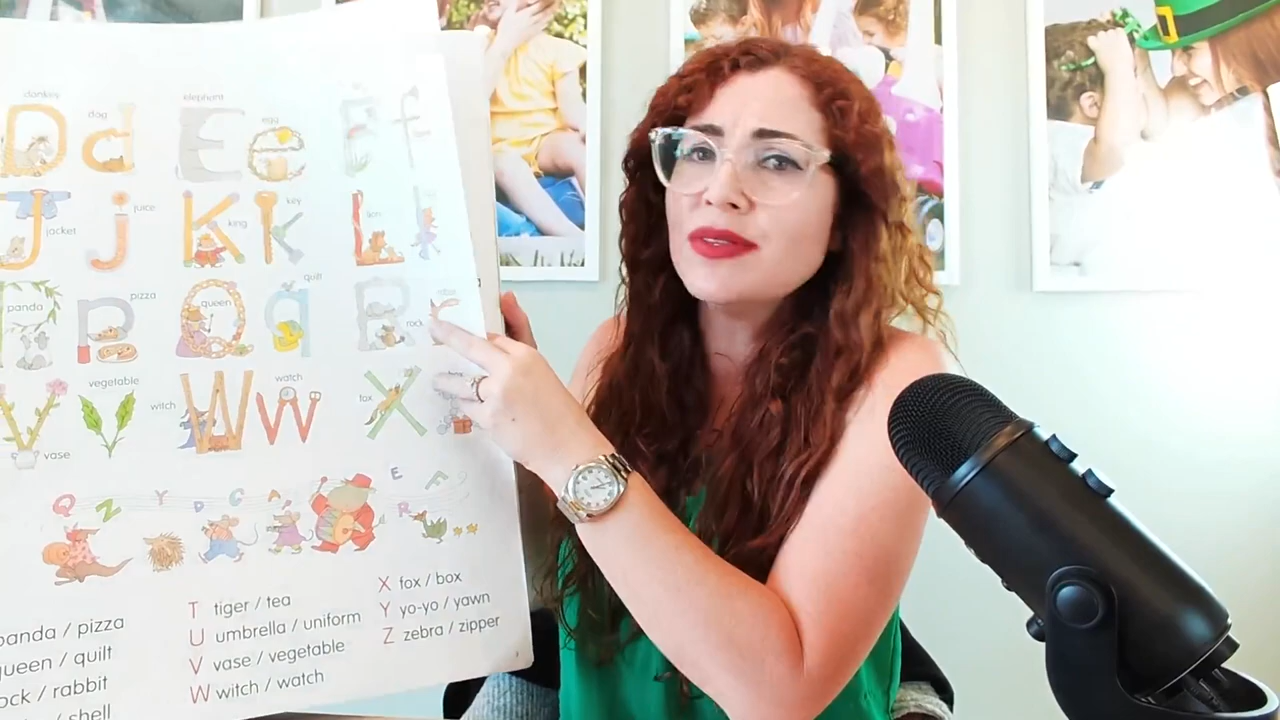 donkey dog elephant egg
D d E e F f
J jacket j juice K king key k L lion l
panda p pizza Q queen quilt q R rock r
V vase vegetable v witch W watch w fox X
Q N Y D G A E R F
panda / pizza
queen / quilt
rock / rabbit
/ shell
T tiger / tea
U umbrella / uniform
V vase / vegetable
W witch / watch
X fox / box
Y yo-yo / yawn
Z zebra / zipper